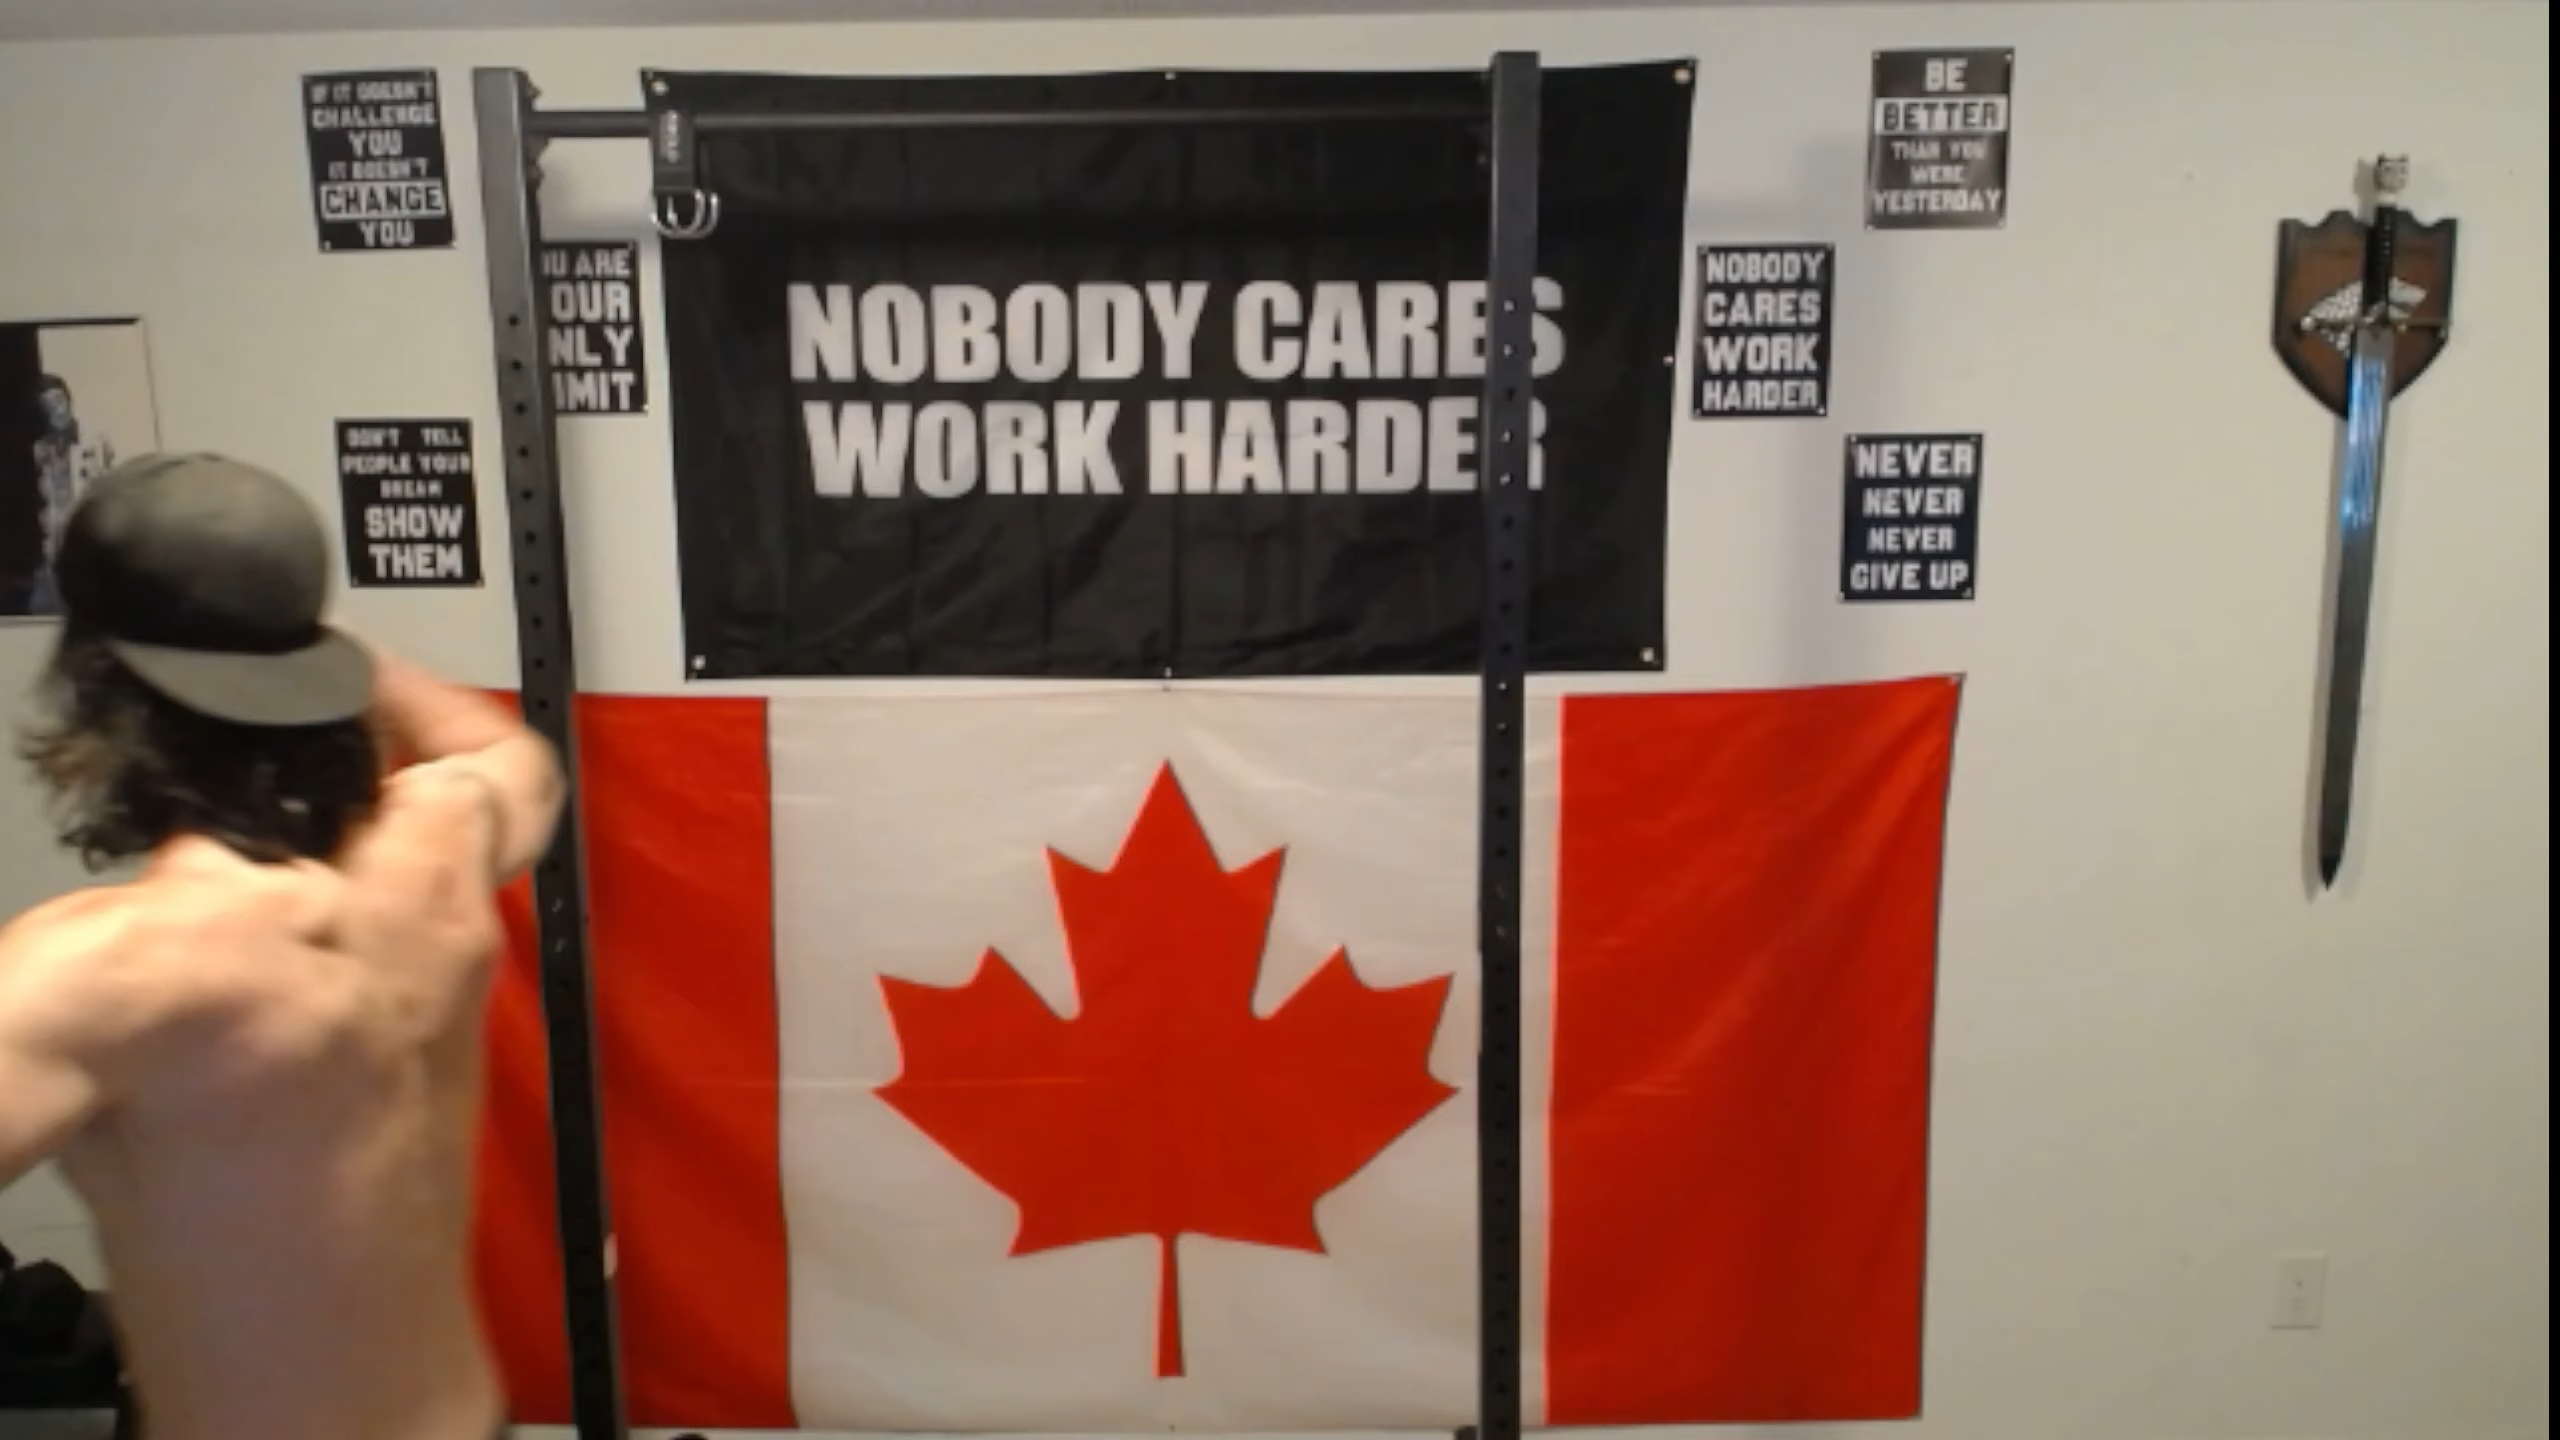 IF IT DOESN'T
CHALLENGE
YOU
IT DOESN'T
CHANGE
YOU
OU ARE
OUR
NLY
IMIT
DON'T TELL
PEOPLE YOUR
DREAM
SHOW
THEM
NOBODY CARES
WORK HARDER
BE
BETTER
THAN YOU
WERE
YESTERDAY
NOBODY
CARES
WORK
HARDER
NEVER
NEVER
NEVER
GIVE UP